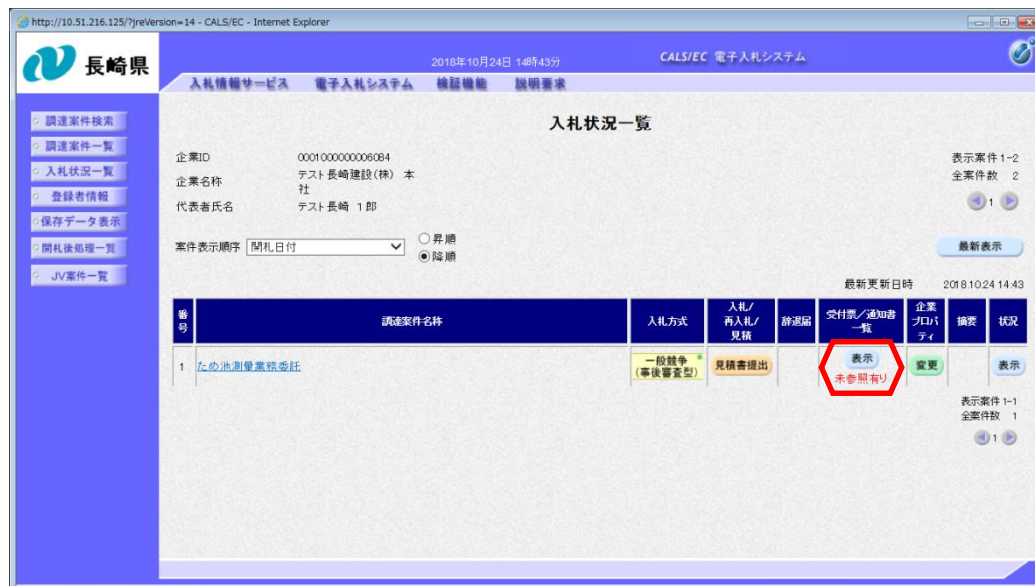 http://10.51.216.125/?jreVersion=14 - CALS/EC - Internet Explorer
長崎県
2018年10月24日 14時43分
CALS/EC 電子入札システム
入札情報サービス 電子入札システム 検証機能 説明要求
調達案件検索
調達案件一覧
入札状況一覧
登録者情報
保存データ表示
開札後処理一覧
JV案件一覧
入札状況一覧
企業ID 0001000000006084
企業名称 テスト長崎建設(株) 本
社
代表者氏名 テスト長崎 1郎
表示案件 1-2
全案件数 2
1
案件表示順序 開札日付
昇順
降順
最新表示
最新更新日時 2018.10.24 14:43
番号 調達案件名称 入札方式 入札/再入札/見積 辞退届 受付票/通知書一覧 企業プロパティ 摘要 状況
1 ため池測量業務委託 一般競争(事後審査型) 見積書提出 表示 未参照有り 変更 表示
表示案件 1-1
全案件数 1
1